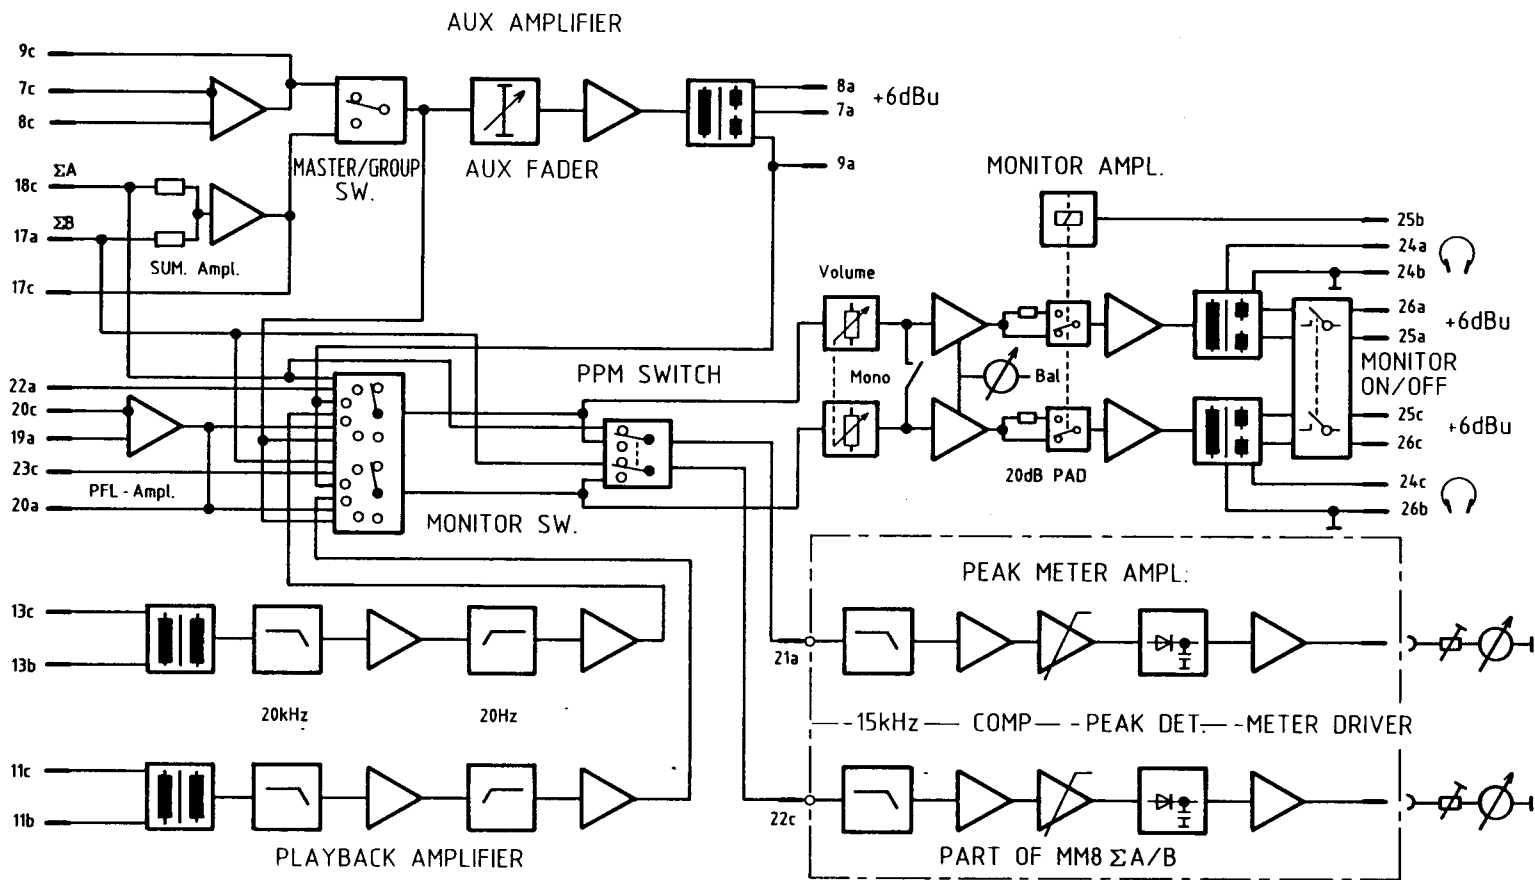 AUX AMPLIFIER
9c
7c
8c
8a
7a
+6dBu
9a
MASTER/GROUP
SW.
AUX FADER
MONITOR AMPL.
ΣA
18c
ΣB
17a
SUM. Ampl.
17c
25b
24a
24b
Volume
26a
25a
+6dBu
MONITOR
ON/OFF
Mono
Bal
PPM SWITCH
22a
20c
19a
23c
PFL-Ampl.
20a
25c
26c
+6dBu
20dB PAD
24c
26b
MONITOR SW.
PEAK METER AMPL:
13c
13b
21a
20kHz
20Hz
-15kHz
COMP
-PEAK DET.
-METER DRIVER
11c
11b
22c
PLAYBACK AMPLIFIER
PART OF MM8 ΣA/B